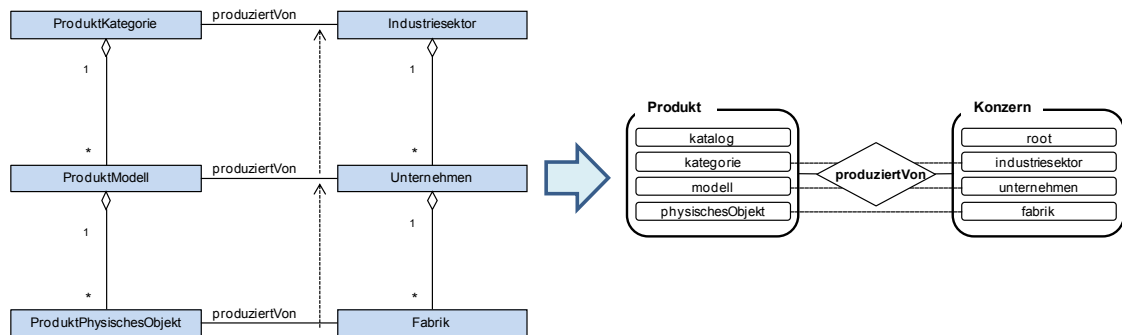 ProduktKategorie produziertVon Industriesektor
1 1
* *
ProduktModell produziertVon Unternehmen
1 1
* *
ProduktPhysischesObjekt produziertVon Fabrik
Produkt Konzern
katalog root
kategorie industriesektor
produziertVon
modell unternehmen
physischesObjekt fabrik